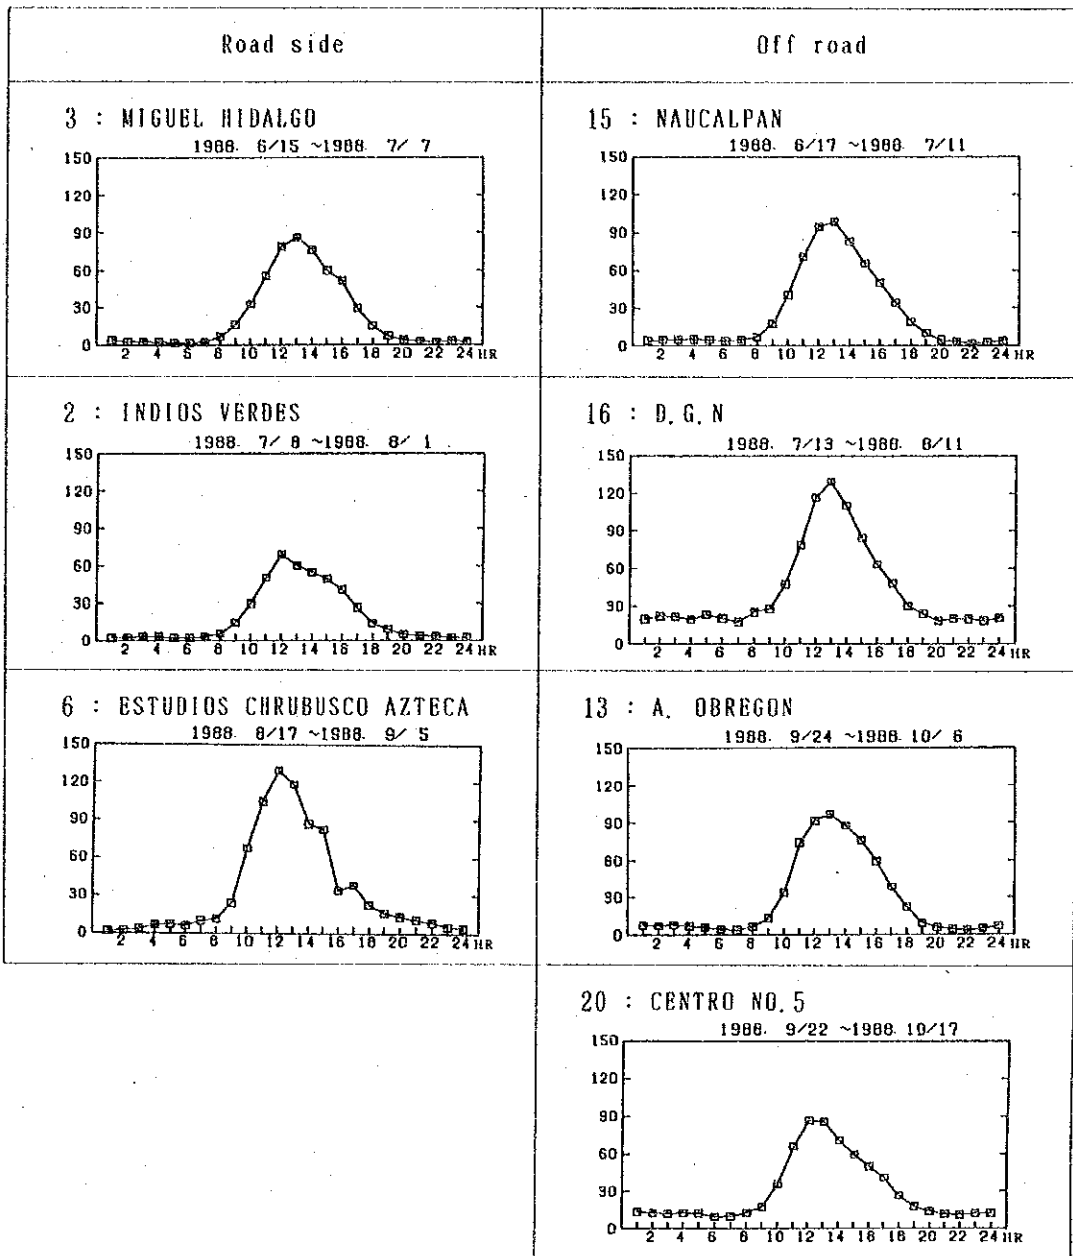 Road side
Off road
3 : MIGUEL HIDALGO
1988. 6/15 ~1988. 7/ 7
150
120
90
60
30
0
2 4 6 8 10 12 14 16 18 20 22 24 HR
15 : NAUCALPAN
1988. 6/17 ~1988. 7/11
150
120
90
60
30
0
2 4 6 8 10 12 14 16 18 20 22 24 HR
2 : INDIOS VERDES
1988. 7/ 8 ~1988. 8/ 1
150
120
90
60
30
0
2 4 6 8 10 12 14 16 18 20 22 24 HR
16 : D.G.N
1988. 7/13 ~1988. 8/11
150
120
90
60
30
0
2 4 6 8 10 12 14 16 18 20 22 24 HR
6 : ESTUDIOS CHRUBUSCO AZTECA
1988. 8/17 ~1988. 9/ 5
150
120
90
60
30
0
2 4 6 8 10 12 14 16 18 20 22 24 HR
13 : A. OBREGON
1988. 9/24 ~1988. 10/ 6
150
120
90
60
30
0
2 4 6 8 10 12 14 16 18 20 22 24 HR
20 : CENTRO NO.5
1988. 9/22 ~1988. 10/17
150
120
90
60
30
0
2 4 6 8 10 12 14 16 18 20 22 24 HR